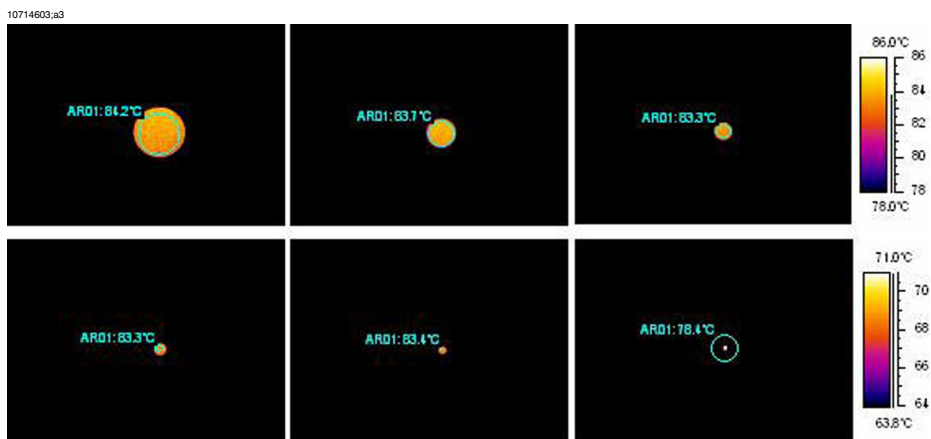 10714603;a3
AR01: 84.2°C
AR01: 83.7°C
AR01: 83.3°C
86.0°C
86
84
82
80
78
78.0°C
AR01: 83.3°C
AR01: 83.4°C
AR01: 78.4°C
71.0°C
70
68
66
64
63.8°C